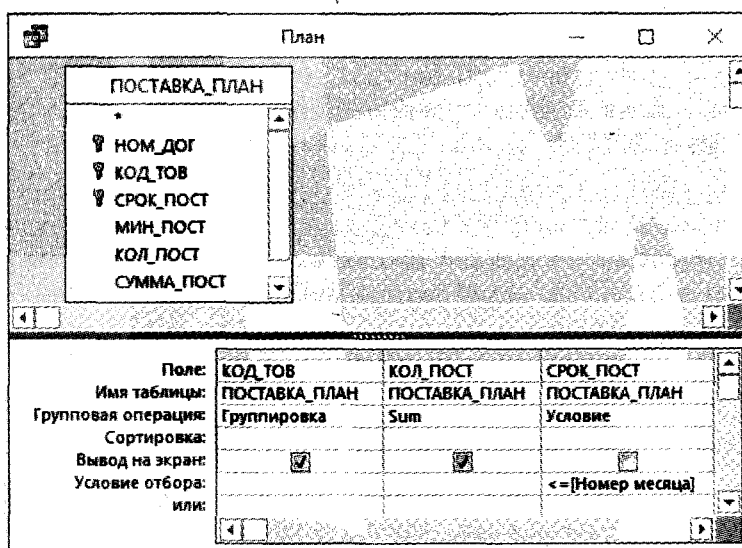 План
ПОСТАВКА_ПЛАН
*
НОМ_ДОГ
КОД_ТОВ
СРОК_ПОСТ
МИН_ПОСТ
КОЛ_ПОСТ
СУММА_ПОСТ
Поле: КОД_ТОВ КОЛ_ПОСТ СРОК_ПОСТ
Имя таблицы: ПОСТАВКА_ПЛАН ПОСТАВКА_ПЛАН ПОСТАВКА_ПЛАН
Групповая операция: Группировка Sum Условие
Сортировка:
Вывод на экран:
Условие отбора: <=[Номер месяца]
или: